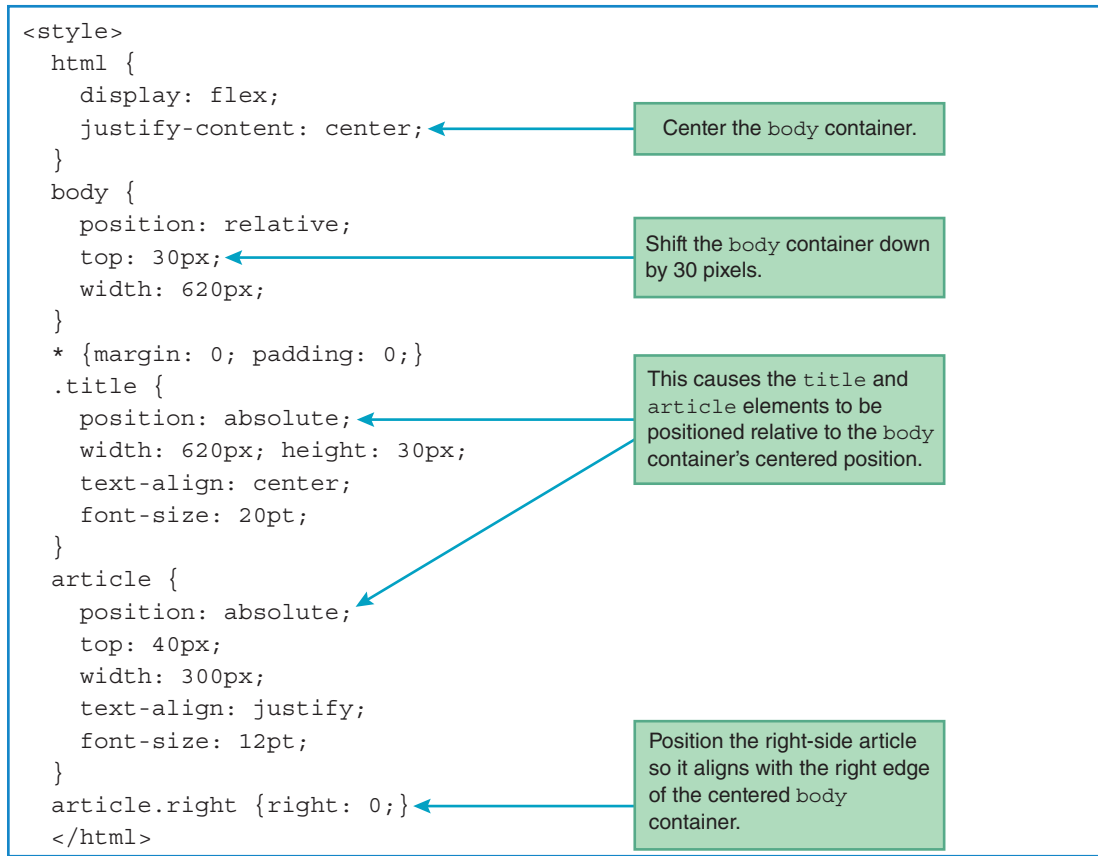 <style>
html {
display: flex;
justify-content: center;
Center the body container.
}
body {
position: relative;
top: 30px;
Shift the body container down
by 30 pixels.
width: 620px;
}
* {margin: 0; padding: 0;}
.title {
position: absolute;
This causes the title and
article elements to be
positioned relative to the body
container's centered position.
width: 620px; height: 30px;
text-align: center;
font-size: 20pt;
}
article {
position: absolute;
top: 40px;
width: 300px;
text-align: justify;
font-size: 12pt;
}
article.right {right: 0;}
Position the right-side article
so it aligns with the right edge
of the centered body
container.
</html>